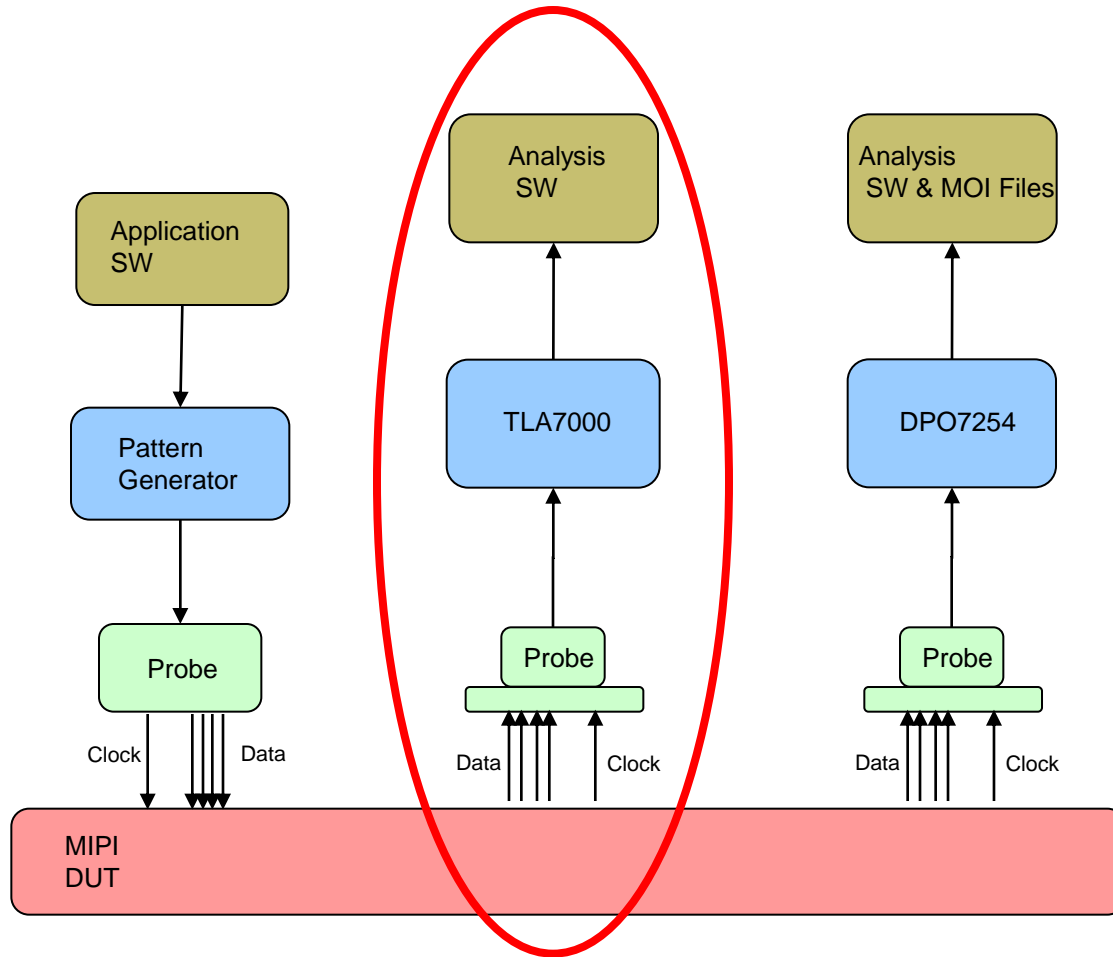 Application
SW
Pattern
Generator
Probe
Clock
Data
Analysis
SW
TLA7000
Probe
Data
Clock
Analysis
SW & MOI Files
DPO7254
Probe
Data
Clock
MIPI
DUT